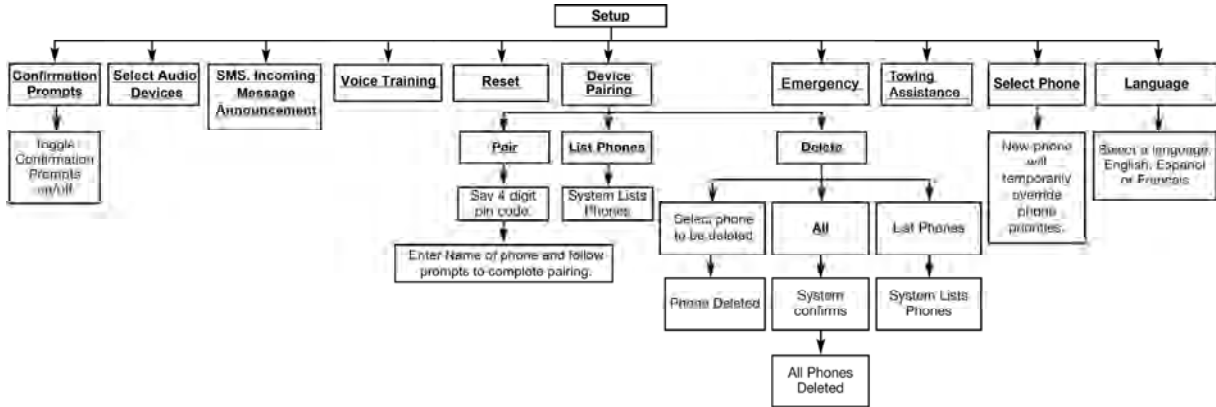 Setup
Confirmation
Prompts
Select Audio
Devices
SMS. Incoming
Message
Announcement
Voice Training
Reset
Device
Pairing
Emergency
Towing
Assistance
Select Phone
Language
Toggle
Confirmation
Prompts
on/off
Pair
List Phones
Delete
New phone
will
temporarily
override
phone
priorities.
Select a language,
English, Espanol
or Francais
Say 4 digit
pin code.
System Lists
Phones
Select phone
to be deleted
All
List Phones
Enter Name of phone and follow
prompts to complete pairing.
Phone Deleted
System
confirms
System Lists
Phones
All Phones
Deleted